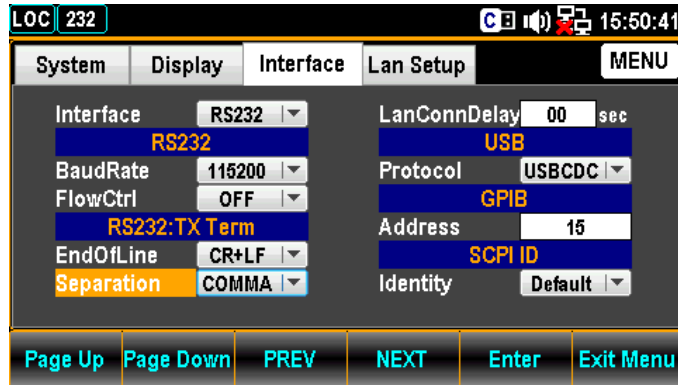 LOC 232 C 15:50:41
System Display Interface Lan Setup MENU
Interface RS232
RS232
BaudRate 115200
FlowCtrl OFF
RS232:TX Term
EndOfLine CR+LF
Separation COMMA
LanConnDelay 00 sec
USB
Protocol USBCDC
GPIB
Address 15
SCPI ID
Identity Default
Page Up Page Down PREV NEXT Enter Exit Menu